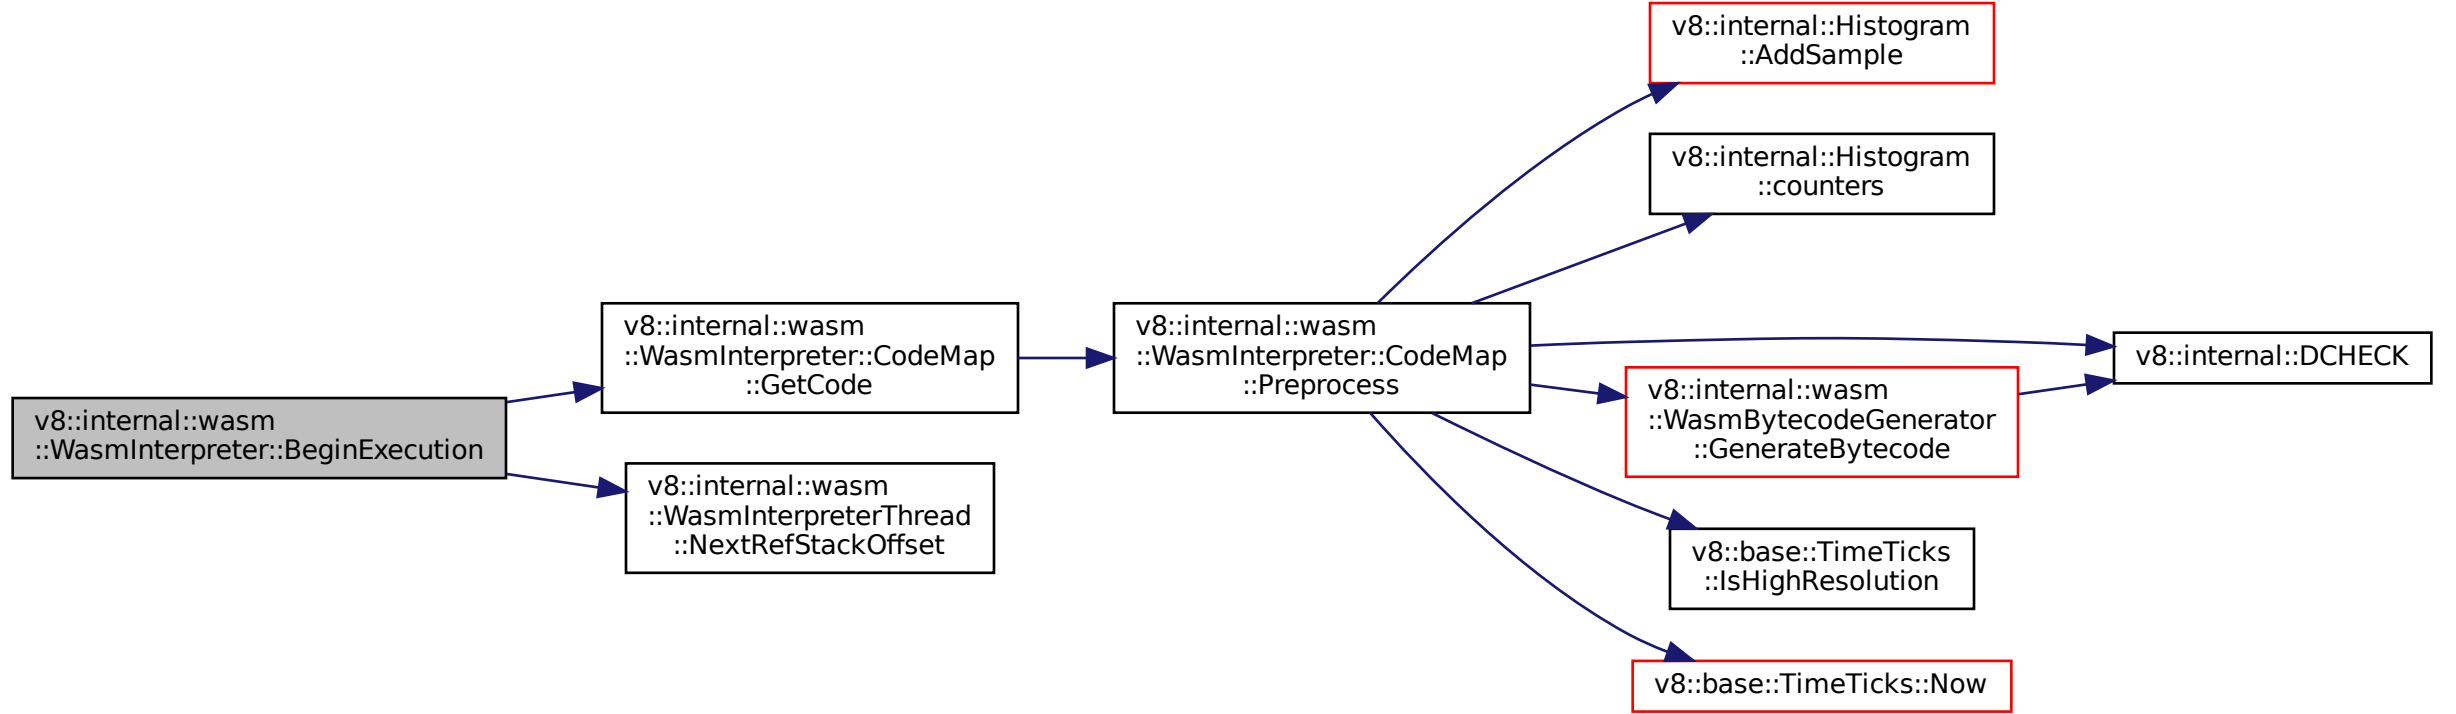 v8::internal::wasm
::WasmInterpreter::BeginExecution
v8::internal::wasm
::WasmInterpreter::CodeMap
::GetCode
v8::internal::wasm
::WasmInterpreterThread
::NextRefStackOffset
v8::internal::wasm
::WasmInterpreter::CodeMap
::Preprocess
v8::internal::Histogram
::AddSample
v8::internal::Histogram
::counters
v8::internal::DCHECK
v8::internal::wasm
::WasmBytecodeGenerator
::GenerateBytecode
v8::base::TimeTicks
::IsHighResolution
v8::base::TimeTicks::Now